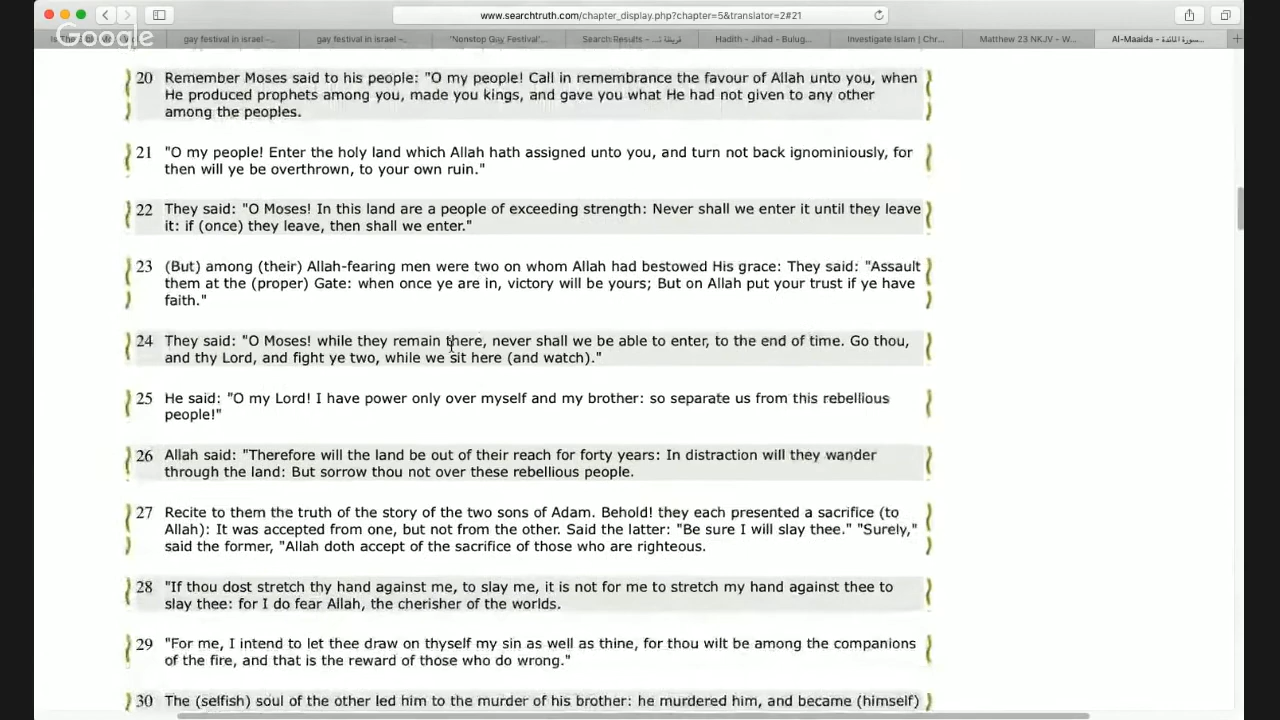 www.searchtruth.com/chapter_display.php?chapter=5&translator=2#21
Google
gay festival in israel –...
gay festival in israel –...
"Nonstop Gay Festival"...
Search Results – ...
Hadith - Jihad - Bulug...
Investigate Islam | Chr...
Matthew 23 NKJV - W...
Al-Maaida - سورة المائدة...
20 Remember Moses said to his people: "O my people! Call in remembrance the favour of Allah unto you, when
He produced prophets among you, made you kings, and gave you what He had not given to any other
among the peoples.
21 "O my people! Enter the holy land which Allah hath assigned unto you, and turn not back ignominiously, for
then will ye be overthrown, to your own ruin."
22 They said: "O Moses! In this land are a people of exceeding strength: Never shall we enter it until they leave
it: if (once) they leave, then shall we enter."
23 (But) among (their) Allah-fearing men were two on whom Allah had bestowed His grace: They said: "Assault
them at the (proper) Gate: when once ye are in, victory will be yours; But on Allah put your trust if ye have
faith."
24 They said: "O Moses! while they remain there, never shall we be able to enter, to the end of time. Go thou,
and thy Lord, and fight ye two, while we sit here (and watch)."
25 He said: "O my Lord! I have power only over myself and my brother: so separate us from this rebellious
people!"
26 Allah said: "Therefore will the land be out of their reach for forty years: In distraction will they wander
through the land: But sorrow thou not over these rebellious people.
27 Recite to them the truth of the story of the two sons of Adam. Behold! they each presented a sacrifice (to
Allah): It was accepted from one, but not from the other. Said the latter: "Be sure I will slay thee." "Surely,"
said the former, "Allah doth accept of the sacrifice of those who are righteous.
28 "If thou dost stretch thy hand against me, to slay me, it is not for me to stretch my hand against thee to
slay thee: for I do fear Allah, the cherisher of the worlds.
29 "For me, I intend to let thee draw on thyself my sin as well as thine, for thou wilt be among the companions
of the fire, and that is the reward of those who do wrong."
30 The (selfish) soul of the other led him to the murder of his brother: he murdered him, and became (himself)